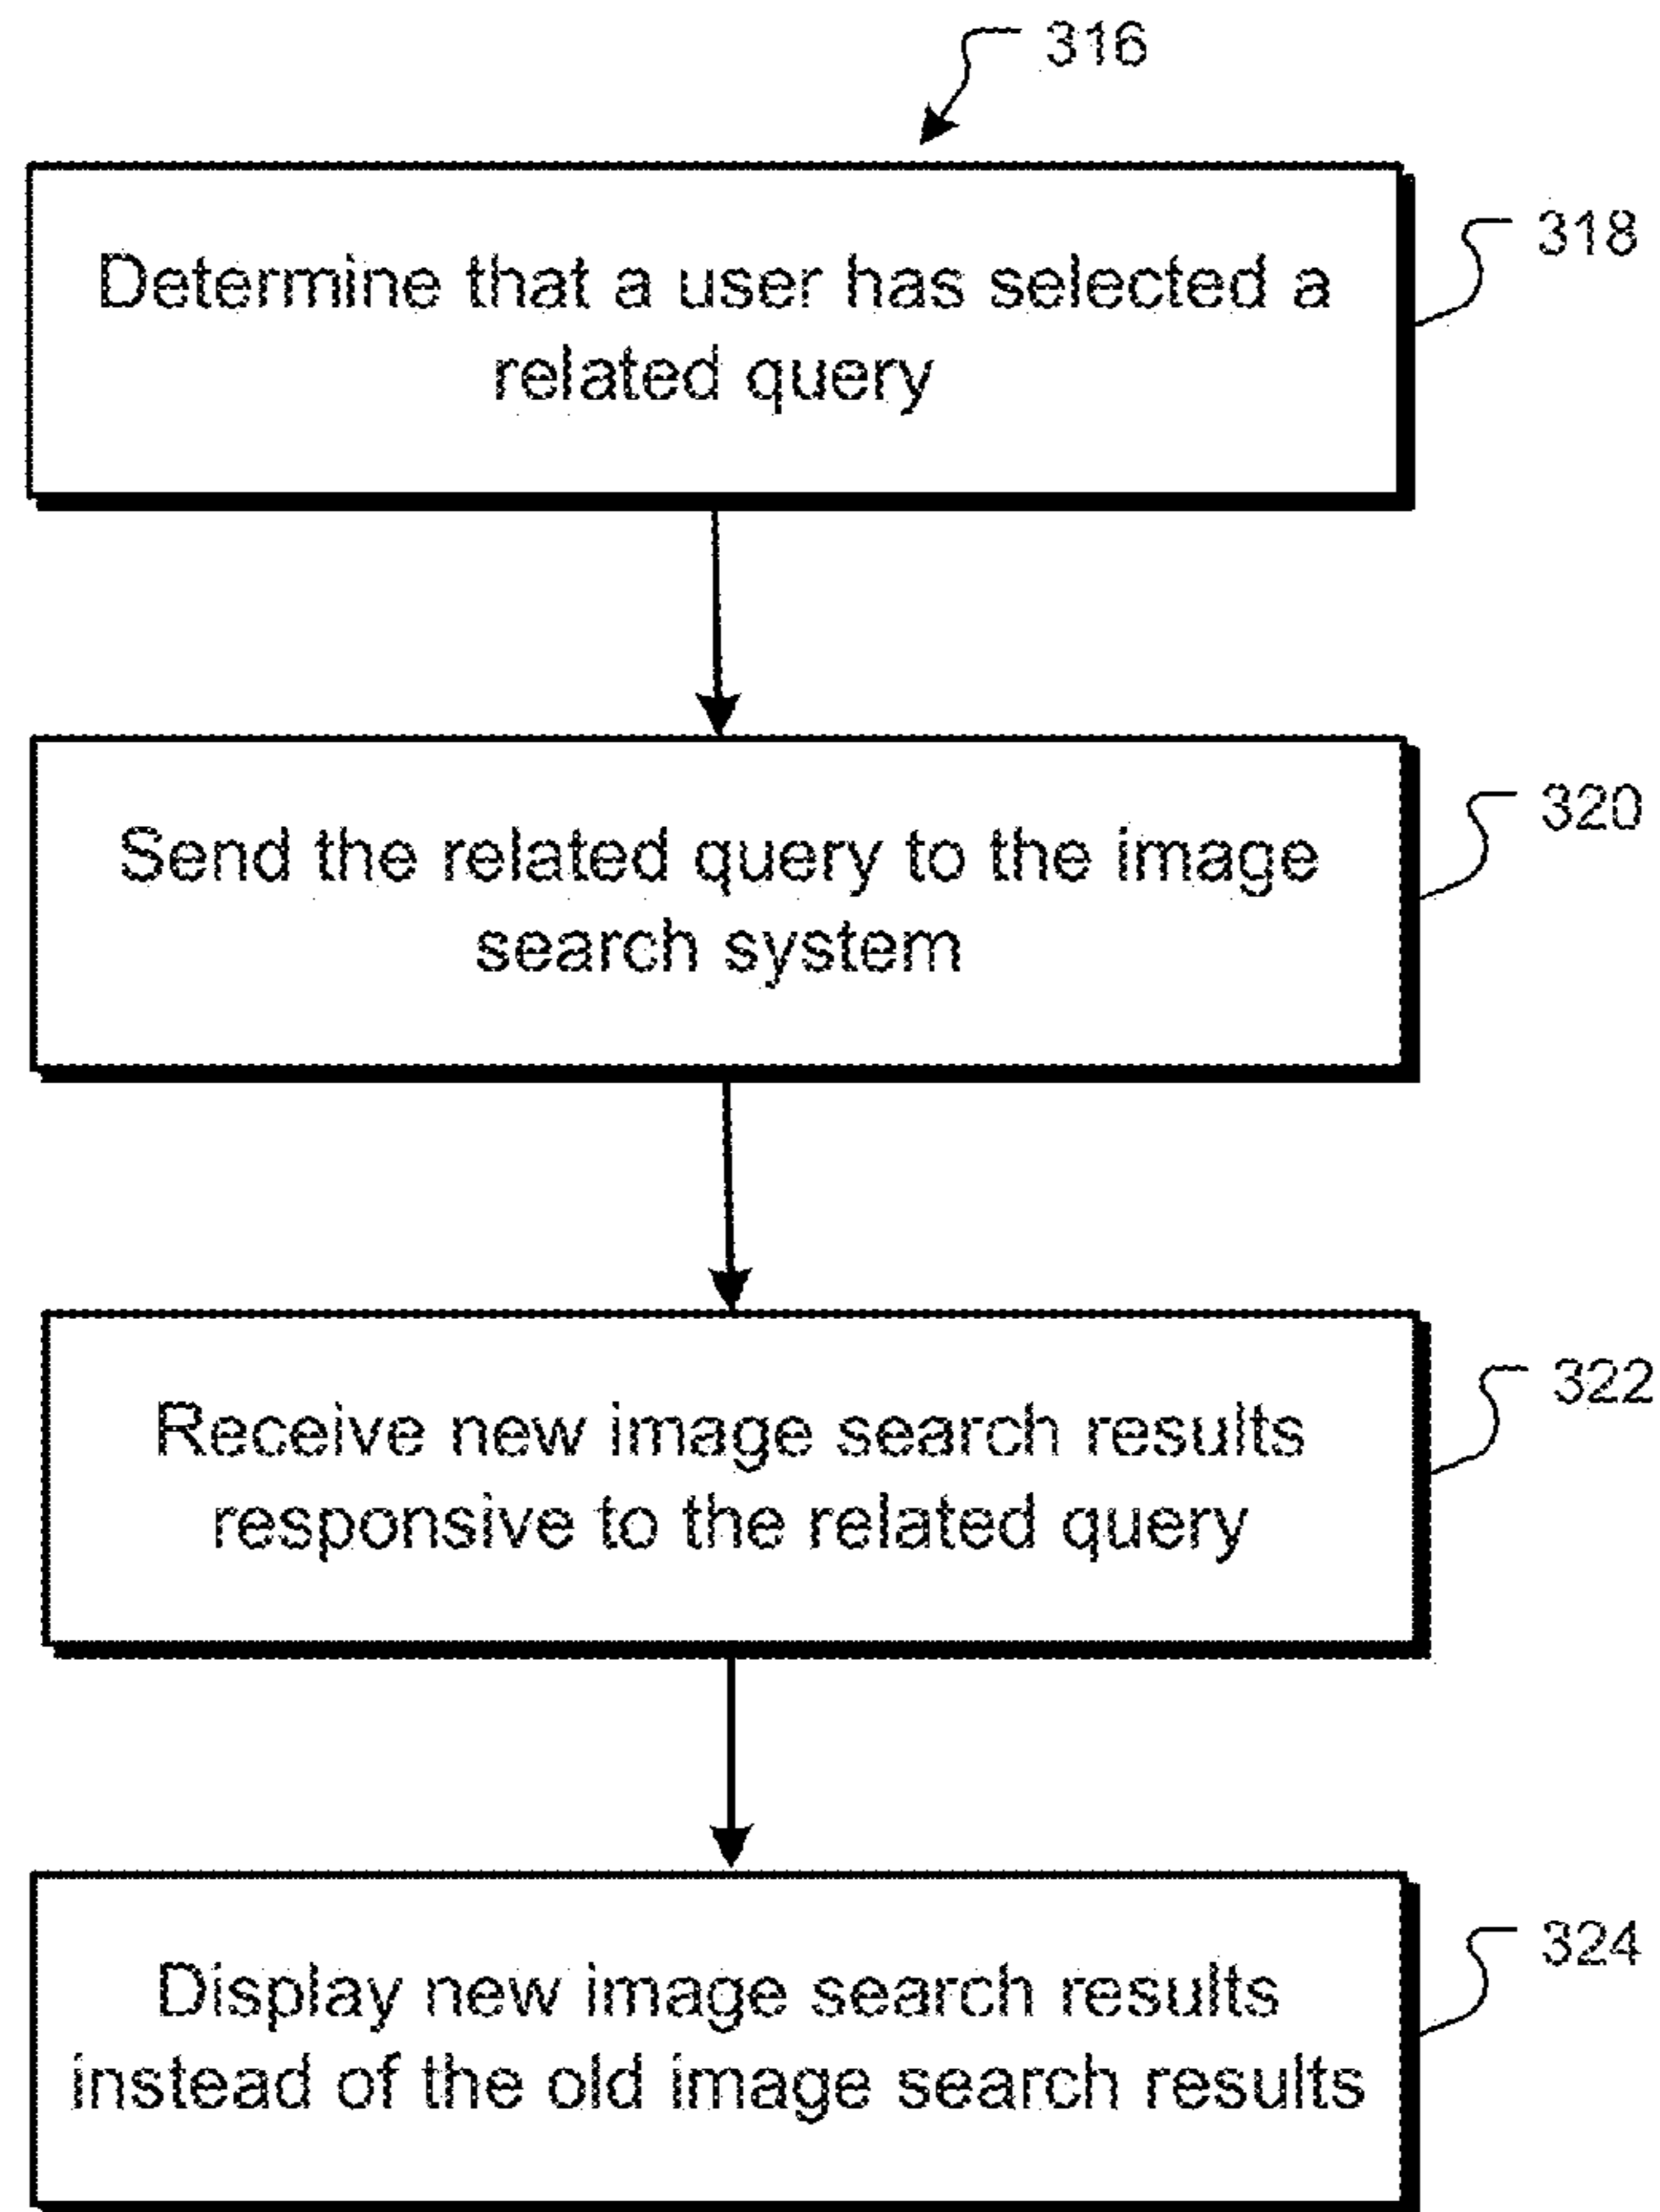 316
Determine that a user has selected a
related query
318
Send the related query to the image
search system
320
Receive new image search results
responsive to the related query
322
Display new image search results
instead of the old image search results
324